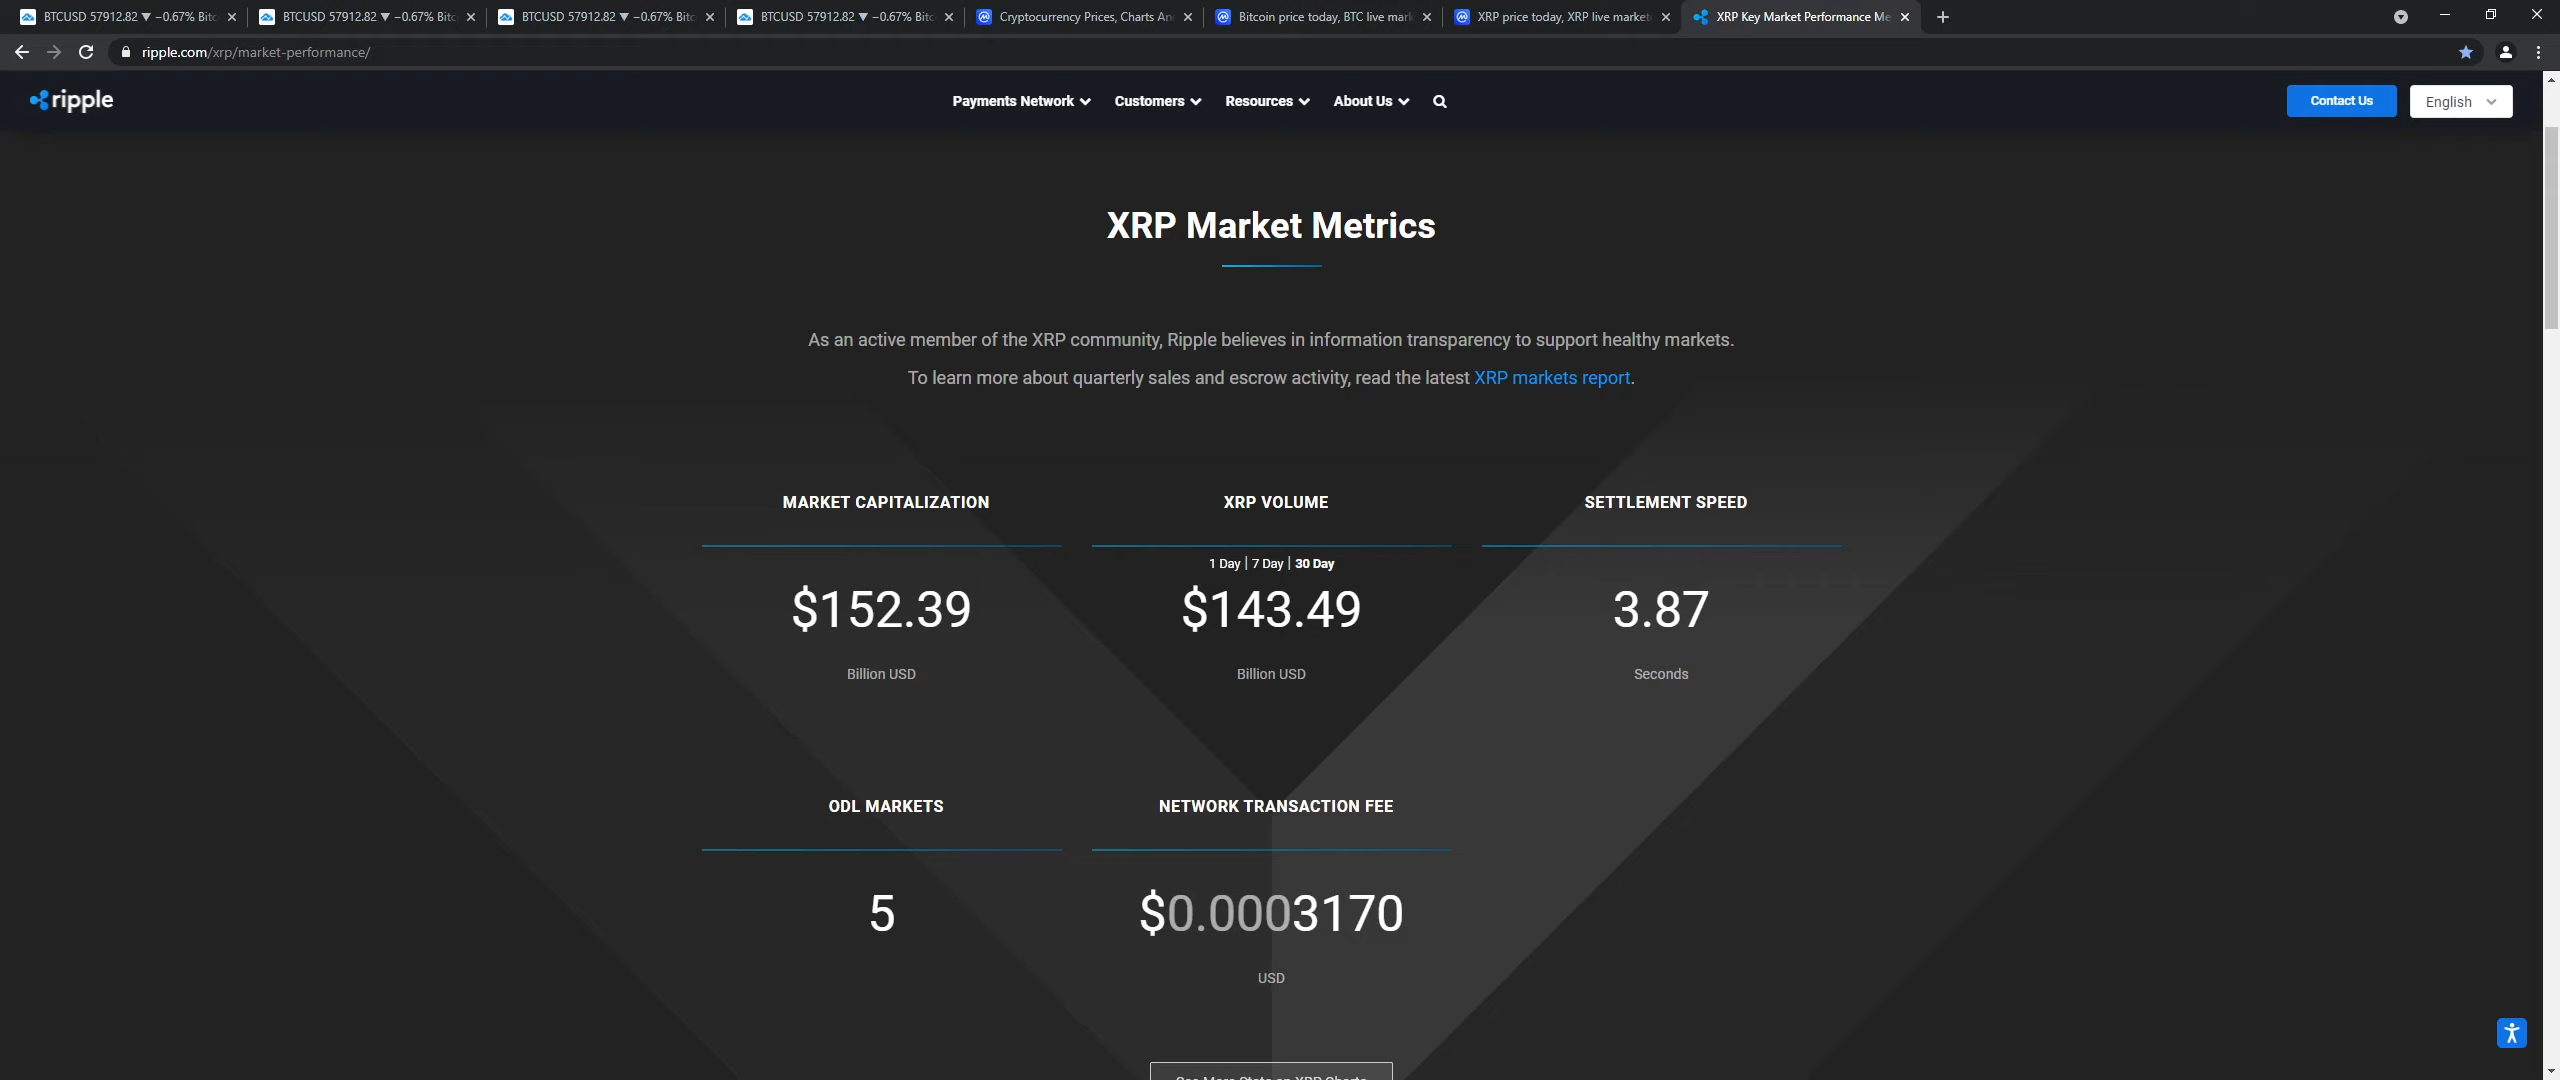 BTCUSD 57912.82 ▼ −0.67% Bitc
BTCUSD 57912.82 ▼ −0.67% Bitc
BTCUSD 57912.82 ▼ −0.67% Bitc
BTCUSD 57912.82 ▼ −0.67% Bitc
Cryptocurrency Prices, Charts An
Bitcoin price today, BTC live mark
XRP price today, XRP live market
XRP Key Market Performance Me
ripple.com/xrp/market-performance/
ripple
Payments Network
Customers
Resources
About Us
Contact Us
English
XRP Market Metrics
As an active member of the XRP community, Ripple believes in information transparency to support healthy markets.
To learn more about quarterly sales and escrow activity, read the latest XRP markets report.
MARKET CAPITALIZATION
XRP VOLUME
SETTLEMENT SPEED
1 Day | 7 Day | 30 Day
$152.39
$143.49
3.87
Billion USD
Billion USD
Seconds
ODL MARKETS
NETWORK TRANSACTION FEE
5
$0.0003170
USD
See More Stats on XRP Charts